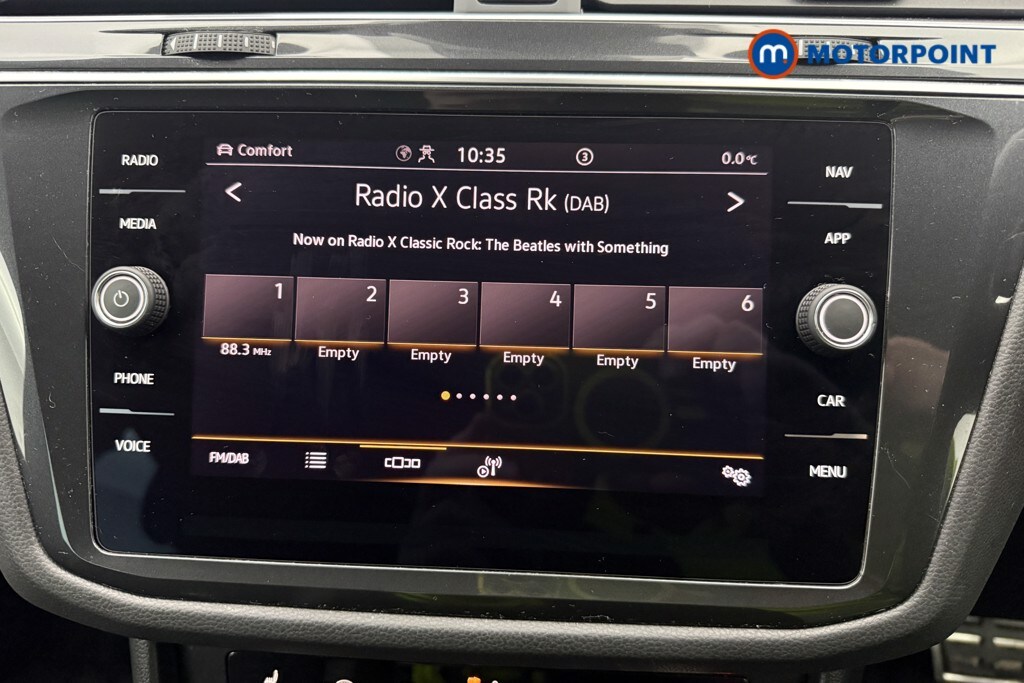 m MOTORPOINT
RADIO
MEDIA
PHONE
VOICE
Comfort 10:35 3 0.0°C
< Radio X Class Rk (DAB) >
Now on Radio X Classic Rock: The Beatles with Something
1 2 3 4 5 6
88.3 MHz Empty Empty Empty Empty Empty
FM/DAB
NAV
APP
CAR
MENU